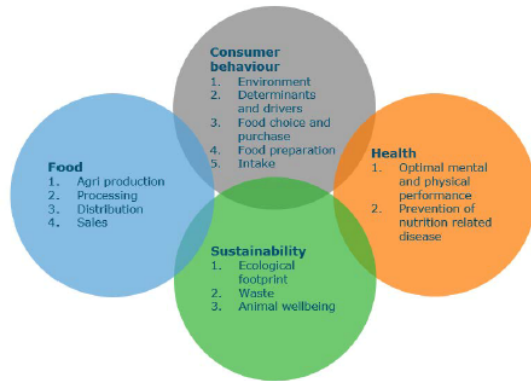 Consumer
behaviour
1. Environment
2. Determinants
and drivers
3. Food choice and
purchase
4. Food preparation
5. Intake
Food
1. Agri production
2. Processing
3. Distribution
4. Sales
Health
1. Optimal mental
and physical
performance
2. Prevention of
nutrition related
disease
Sustainability
1. Ecological
footprint
2. Waste
3. Animal wellbeing